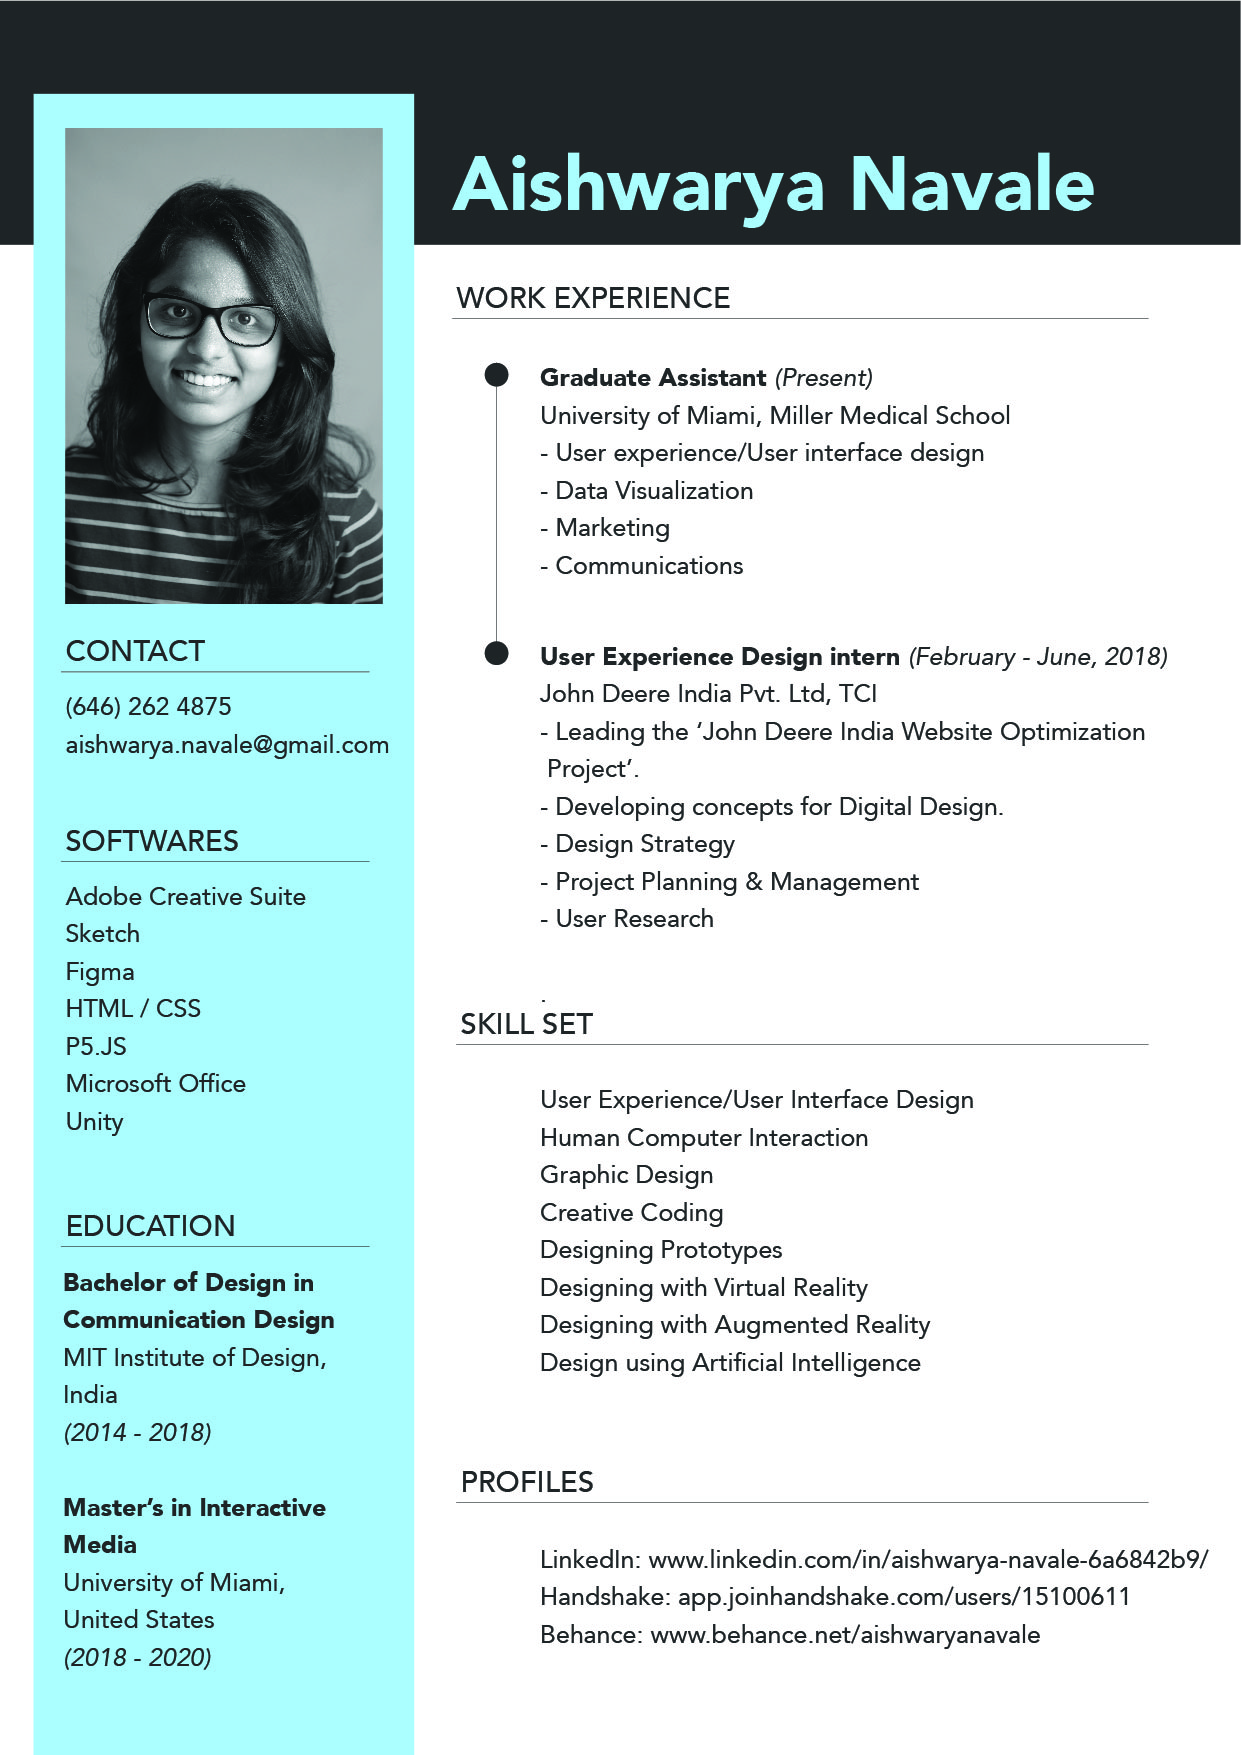 Aishwarya Navale
CONTACT
(646) 262 4875
aishwarya.navale@gmail.com
SOFTWARES
Adobe Creative Suite
Sketch
Figma
HTML / CSS
P5.JS
Microsoft Office
Unity
EDUCATION
Bachelor of Design in
Communication Design
MIT Institute of Design,
India
(2014 - 2018)
Master’s in Interactive
Media
University of Miami,
United States
(2018 - 2020)
WORK EXPERIENCE
Graduate Assistant (Present)
University of Miami, Miller Medical School
- User experience/User interface design
- Data Visualization
- Marketing
- Communications
User Experience Design intern (February - June, 2018)
John Deere India Pvt. Ltd, TCI
- Leading the ‘John Deere India Website Optimization
Project’.
- Developing concepts for Digital Design.
- Design Strategy
- Project Planning & Management
- User Research
.
SKILL SET
User Experience/User Interface Design
Human Computer Interaction
Graphic Design
Creative Coding
Designing Prototypes
Designing with Virtual Reality
Designing with Augmented Reality
Design using Artificial Intelligence
PROFILES
LinkedIn: www.linkedin.com/in/aishwarya-navale-6a6842b9/
Handshake: app.joinhandshake.com/users/15100611
Behance: www.behance.net/aishwaryanavale